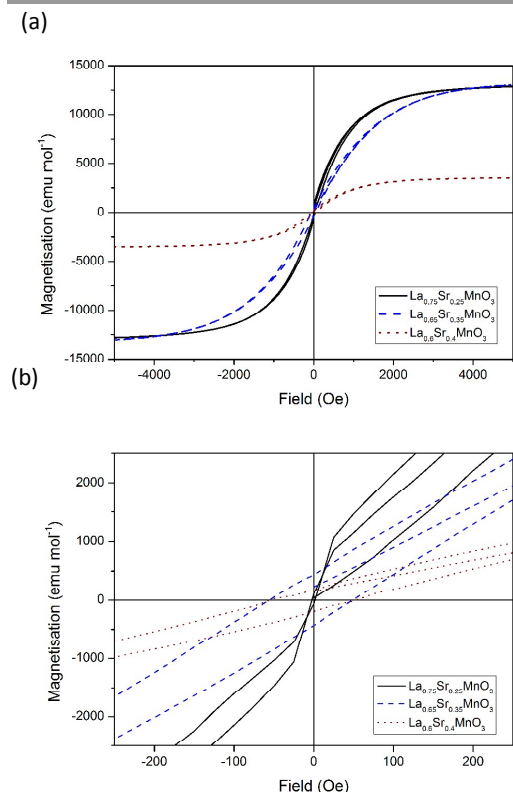 (a)
15000
10000
5000
0
-5000
-10000
-15000
Magnetisation (emu mol⁻¹)
La₀.₇₅Sr₀.₂₅MnO₃
La₀.₆₅Sr₀.₃₅MnO₃
La₀.₆Sr₀.₄MnO₃
-4000 -2000 0 2000 4000
Field (Oe)
(b)
2000
1000
0
-1000
-2000
Magnetisation (emu mol⁻¹)
La₀.₇₅Sr₀.₂₅MnO₃
La₀.₆₅Sr₀.₃₅MnO₃
La₀.₆Sr₀.₄MnO₃
-200 -100 0 100 200
Field (Oe)